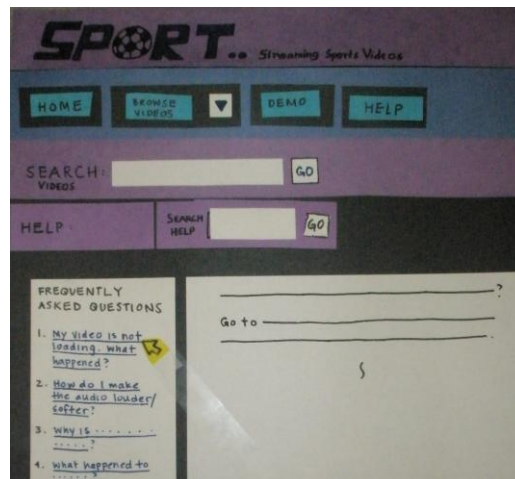 SPORT..
Streaming Sports Videos
HOME
BROWSE
VIDEOS
DEMO
HELP
SEARCH:
VIDEOS
GO
HELP:
SEARCH
HELP
GO
FREQUENTLY
ASKED QUESTIONS
1. My video is not
loading. What
happened?
2. How do I make
the audio louder/
softer?
3. Why is .......
.....?
4. What happened to
......?
?
Go to
.